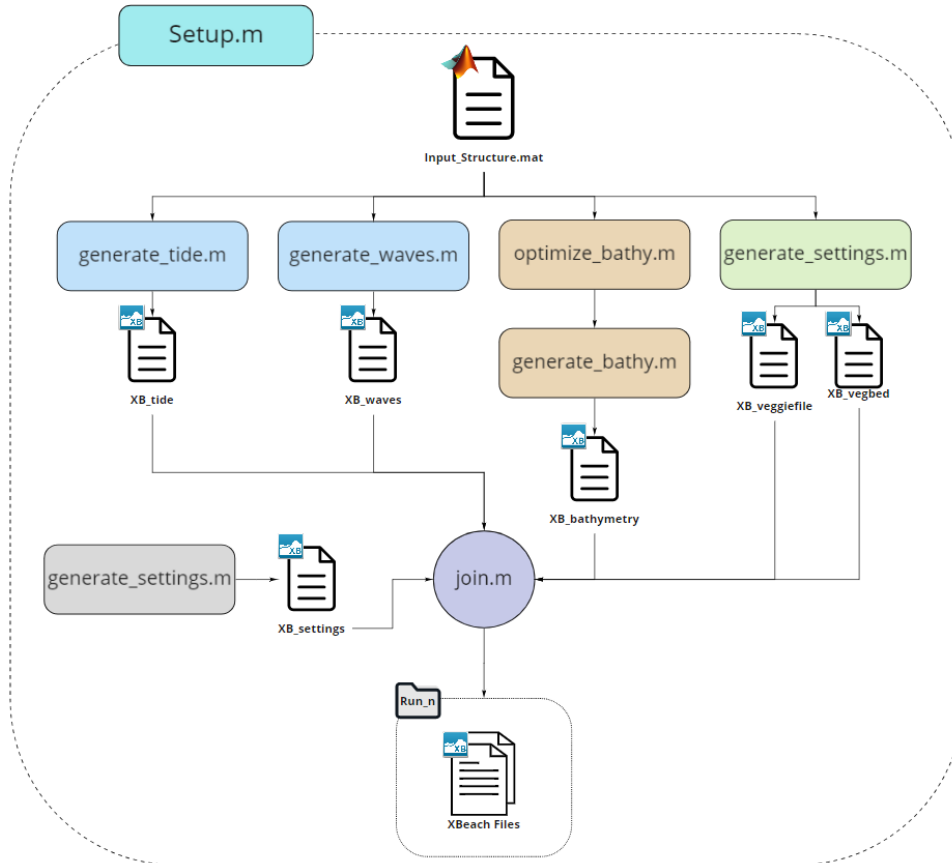 Setup.m
Input_Structure.mat
generate_tide.m
generate_waves.m
optimize_bathy.m
generate_settings.m
XB
XB
XB
XB
generate_bathy.m
XB_tide
XB_waves
XB_veggiefile
XB_vegbed
XB
XB_bathymetry
generate_settings.m
XB
XB_settings
join.m
Run_n
XB
XBeach Files